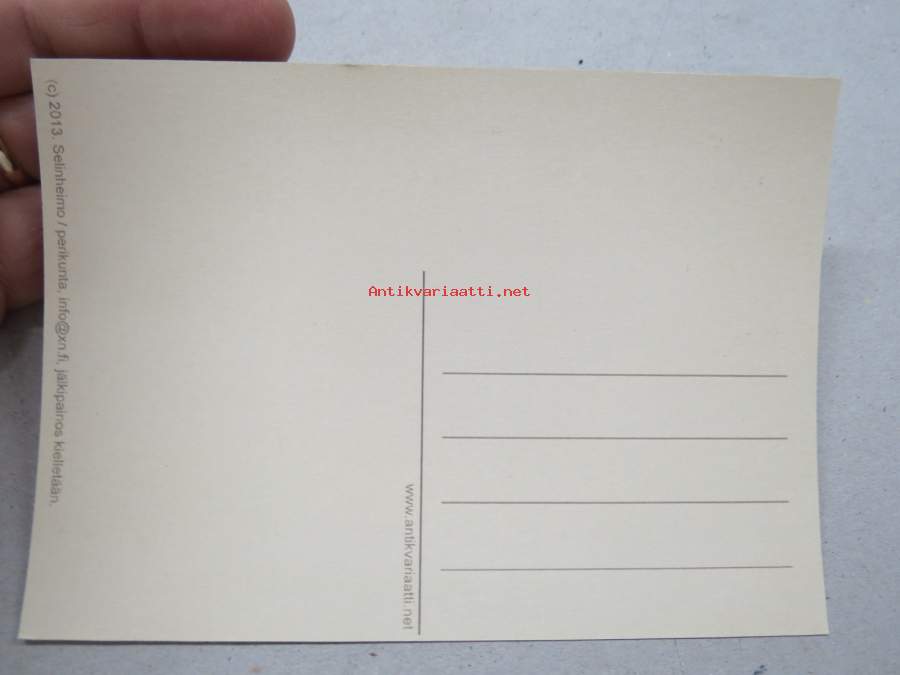 (c) 2013. Selinheimo / perikunta, info@xn.fi, jälkipainos kielletään.
Antikvariaatti.net
www.antikvariaatti.net